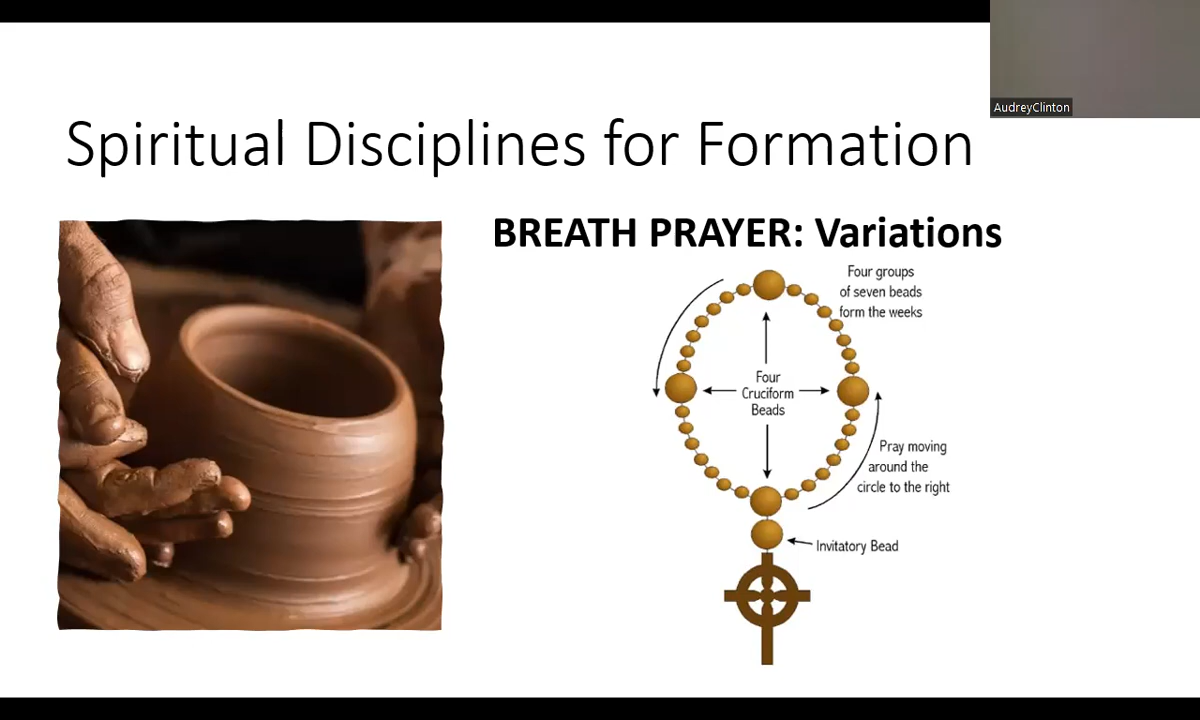 AudreyClinton
Spiritual Disciplines for Formation
BREATH PRAYER: Variations
Four groups
of seven beads
form the weeks
Four
Cruciform
Beads
Pray moving
around the
circle to the right
Invitatory Bead